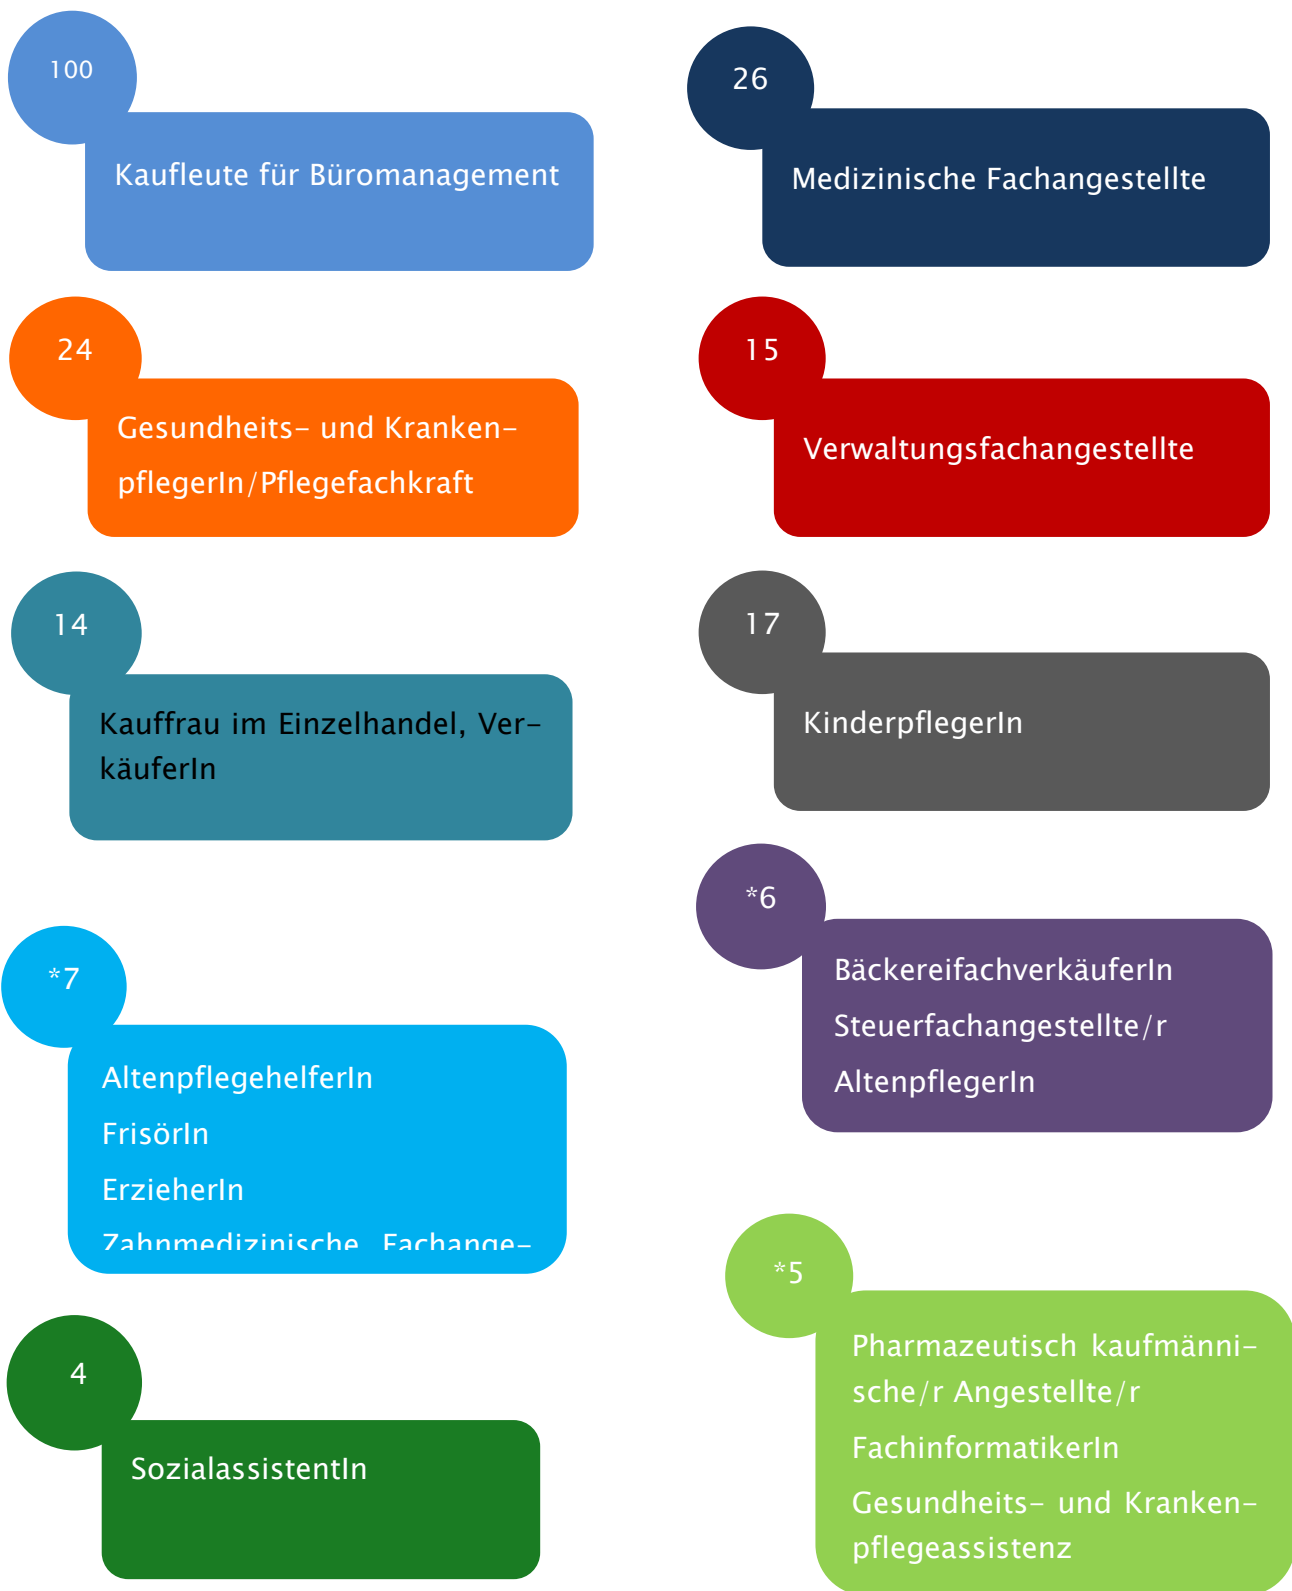 100
Kaufleute für Büromanagement
26
Medizinische Fachangestellte
24
Gesundheits- und Kranken-
pflegerIn/Pflegefachkraft
15
Verwaltungsfachangestellte
14
Kauffrau im Einzelhandel, Ver-
käuferIn
17
KinderpflegerIn
*7
AltenpflegehelferIn
FrisörIn
ErzieherIn
Zahnmedizinische Fachange-
*6
BäckereifachverkäuferIn
Steuerfachangestellte/r
AltenpflegerIn
4
SozialassistentIn
*5
Pharmazeutisch kaufmänni-
sche/r Angestellte/r
FachinformatikerIn
Gesundheits- und Kranken-
pflegeassistenz